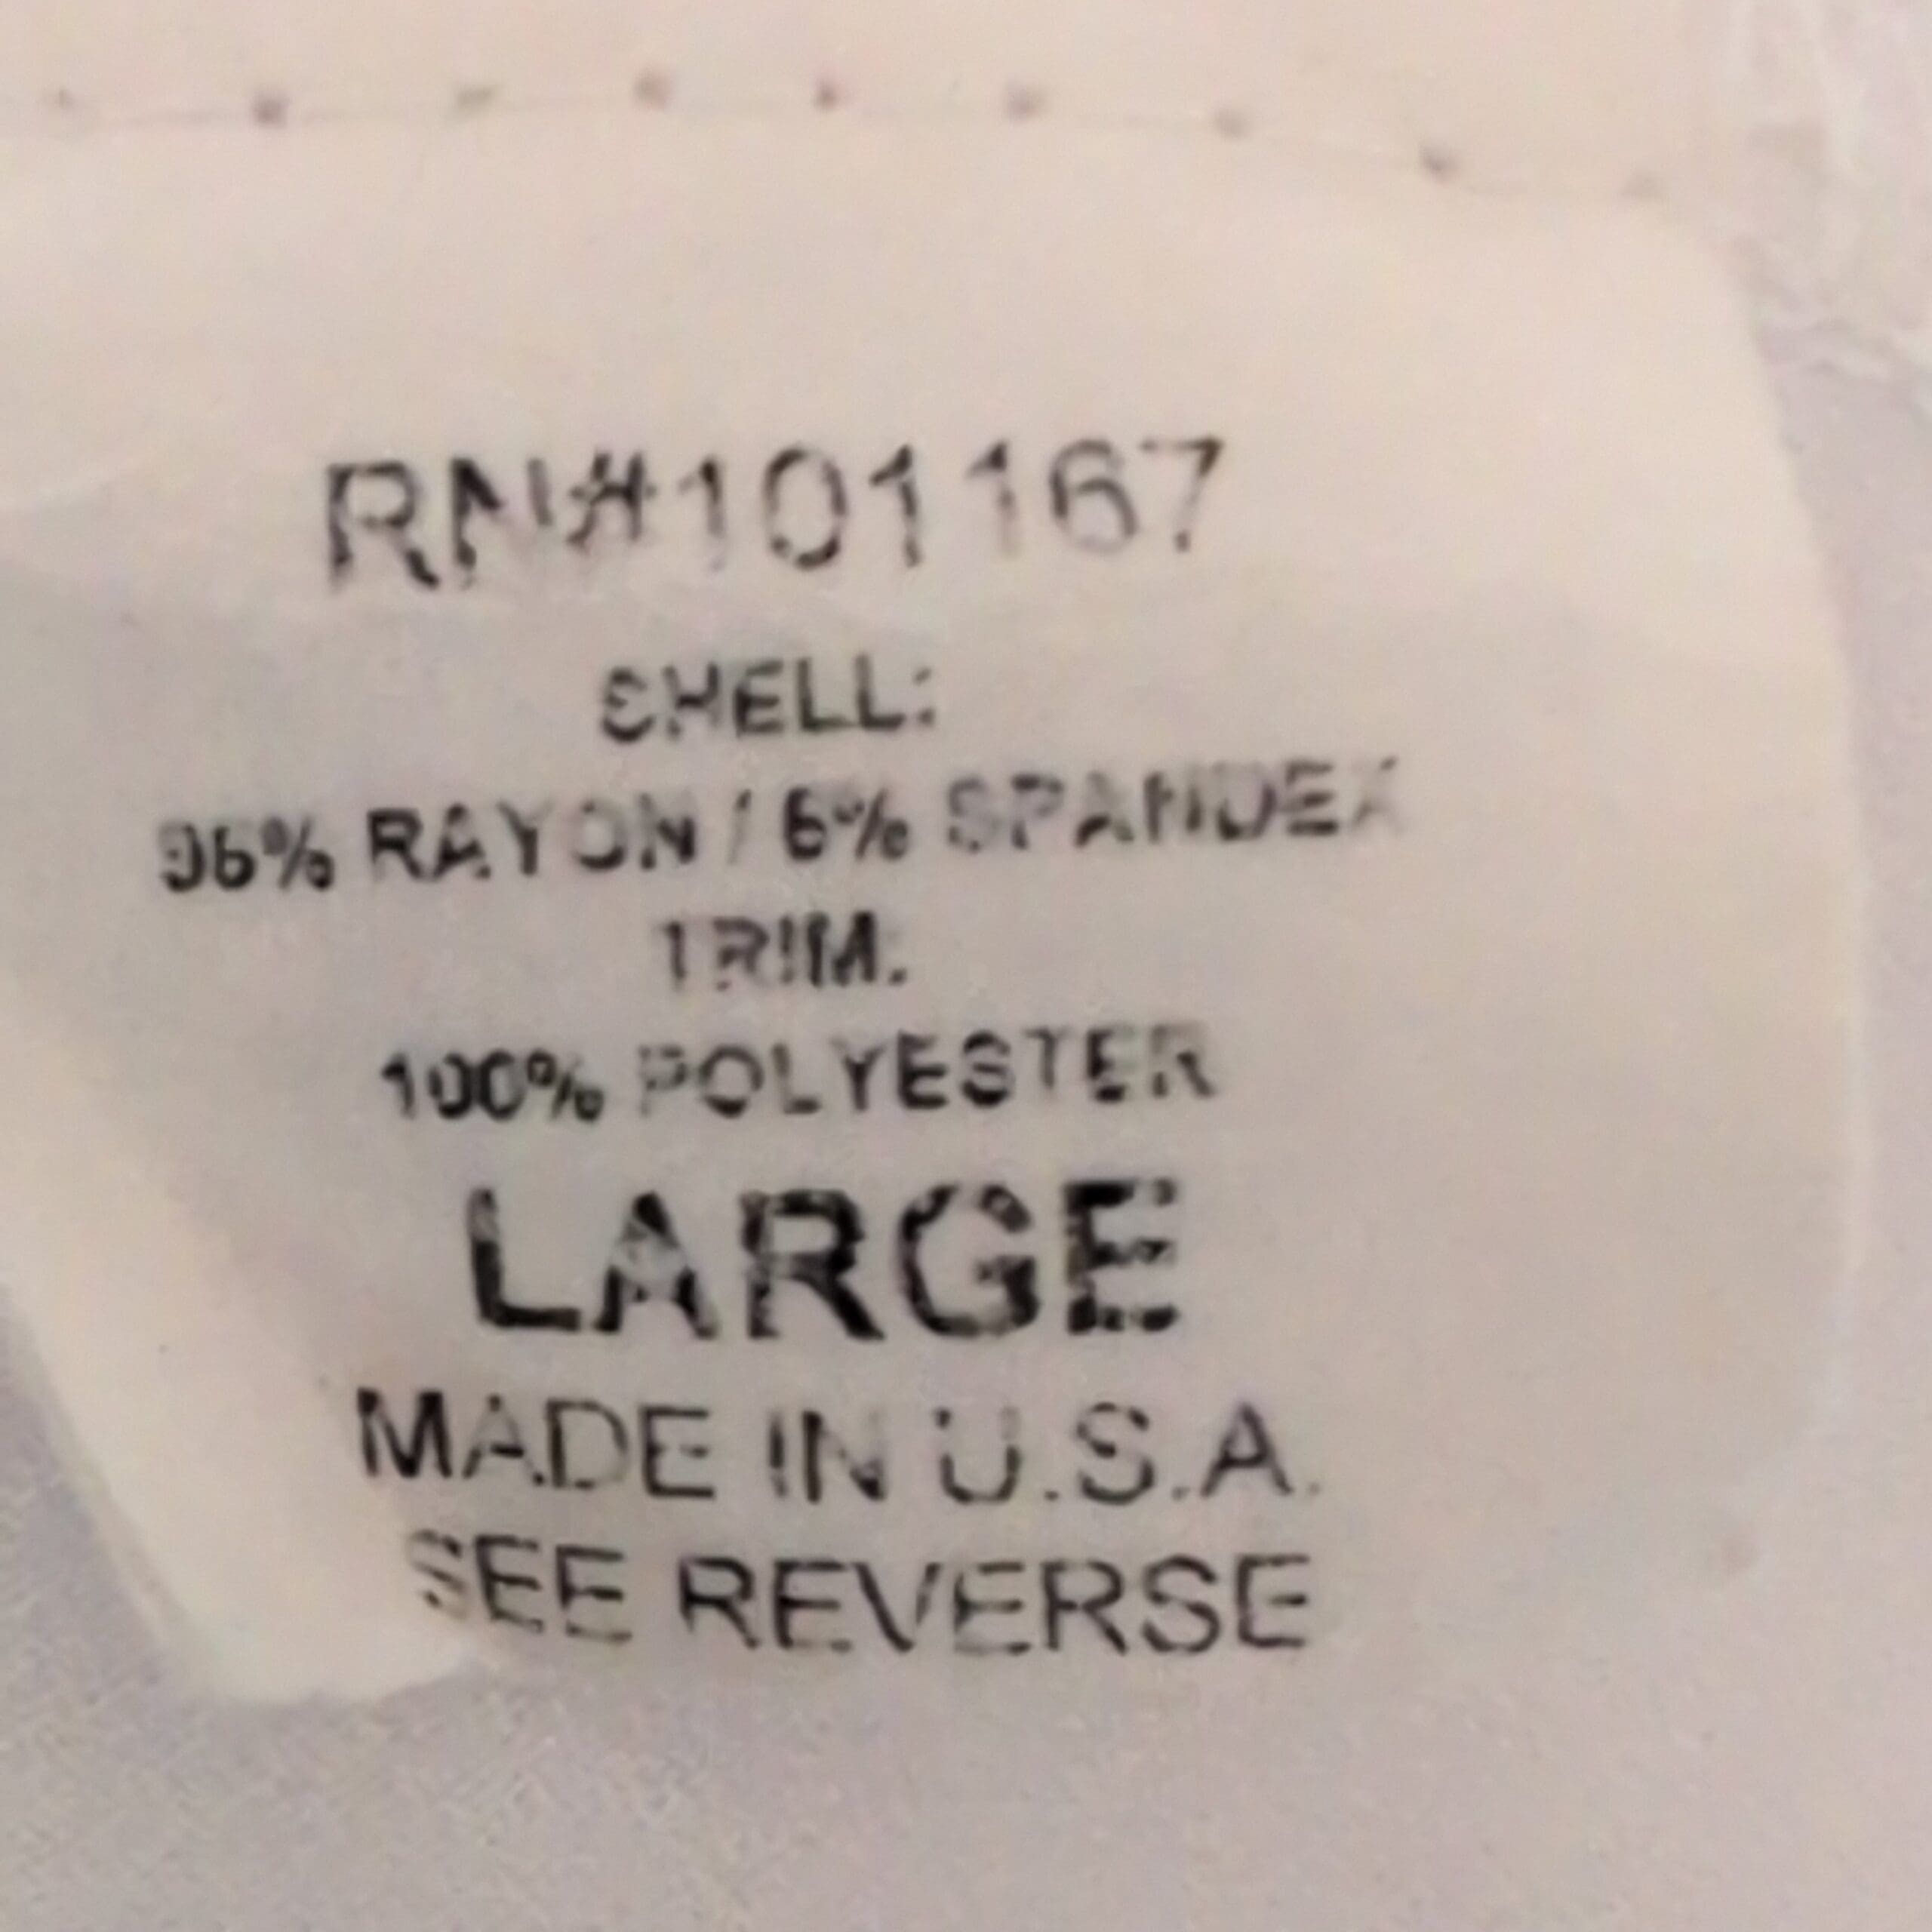 RN#101167
SHELL:
95% RAYON / 5% SPANDEX
TRIM:
100% POLYESTER
LARGE
MADE IN U.S.A.
SEE REVERSE